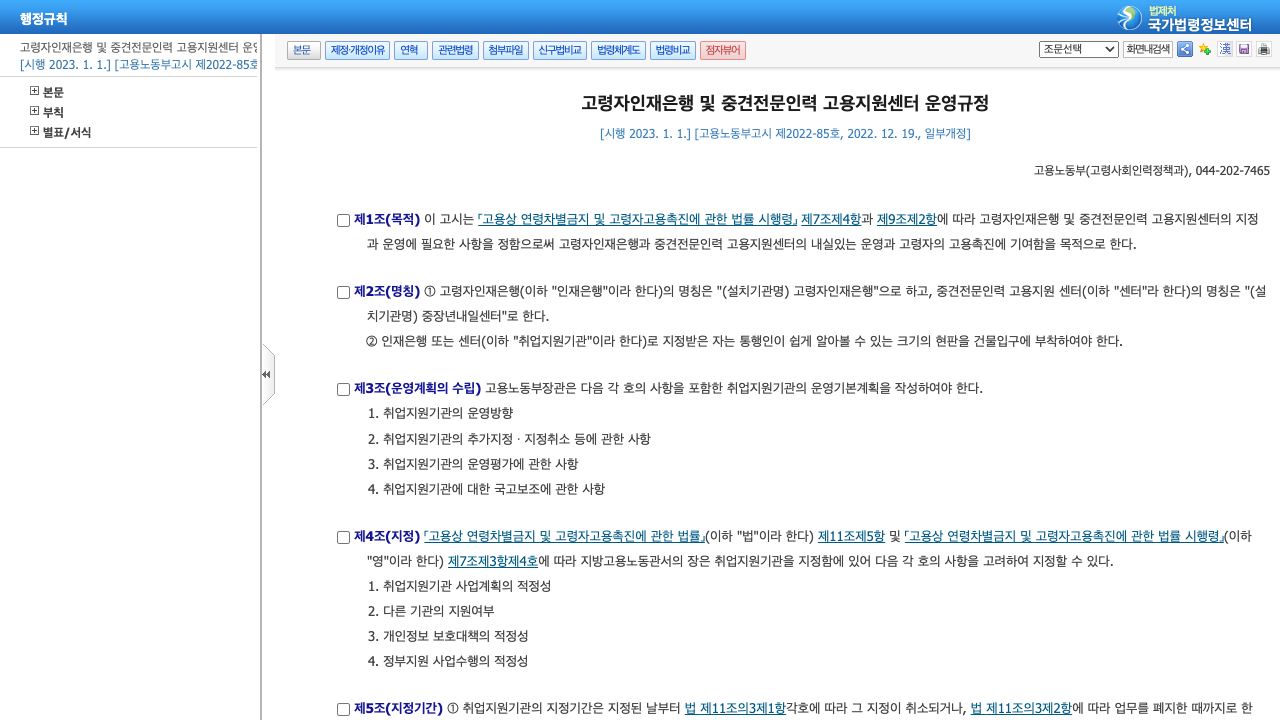 행정규칙
법제처
국가법령정보센터
고령자인재은행 및 중견전문인력 고용지원센터 운영
[시행 2023. 1. 1.] [고용노동부고시 제2022-85호
본문
부칙
별표/서식
본문 제정·개정이유 연혁 관련법령 첨부파일 신구법비교 법령체계도 법령비교 점자뷰어
조문선택 화면내검색 漢
고령자인재은행 및 중견전문인력 고용지원센터 운영규정
[시행 2023. 1. 1.] [고용노동부고시 제2022-85호, 2022. 12. 19., 일부개정]
고용노동부(고령사회인력정책과), 044-202-7465
제1조(목적) 이 고시는 「고용상 연령차별금지 및 고령자고용촉진에 관한 법률 시행령」 제7조제4항과 제9조제2항에 따라 고령자인재은행 및 중견전문인력 고용지원센터의 지정
과 운영에 필요한 사항을 정함으로써 고령자인재은행과 중견전문인력 고용지원센터의 내실있는 운영과 고령자의 고용촉진에 기여함을 목적으로 한다.
제2조(명칭) ① 고령자인재은행(이하 "인재은행"이라 한다)의 명칭은 "(설치기관명) 고령자인재은행"으로 하고, 중견전문인력 고용지원 센터(이하 "센터"라 한다)의 명칭은 "(설
치기관명) 중장년내일센터"로 한다.
② 인재은행 또는 센터(이하 "취업지원기관"이라 한다)로 지정받은 자는 통행인이 쉽게 알아볼 수 있는 크기의 현판을 건물입구에 부착하여야 한다.
제3조(운영계획의 수립) 고용노동부장관은 다음 각 호의 사항을 포함한 취업지원기관의 운영기본계획을 작성하여야 한다.
1. 취업지원기관의 운영방향
2. 취업지원기관의 추가지정·지정취소 등에 관한 사항
3. 취업지원기관의 운영평가에 관한 사항
4. 취업지원기관에 대한 국고보조에 관한 사항
제4조(지정) 「고용상 연령차별금지 및 고령자고용촉진에 관한 법률」(이하 "법"이라 한다) 제11조제5항 및 「고용상 연령차별금지 및 고령자고용촉진에 관한 법률 시행령」(이하
"영"이라 한다) 제7조제3항제4호에 따라 지방고용노동관서의 장은 취업지원기관을 지정함에 있어 다음 각 호의 사항을 고려하여 지정할 수 있다.
1. 취업지원기관 사업계획의 적정성
2. 다른 기관의 지원여부
3. 개인정보 보호대책의 적정성
4. 정부지원 사업수행의 적정성
제5조(지정기간) ① 취업지원기관의 지정기간은 지정된 날부터 법 제11조의3제1항각호에 따라 그 지정이 취소되거나, 법 제11조의3제2항에 따라 업무를 폐지한 때까지로 한